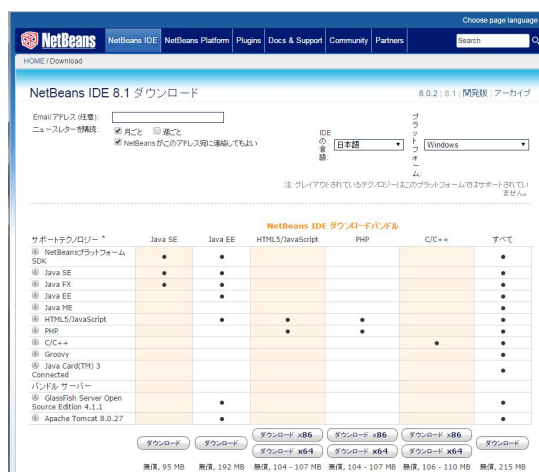 Choose page language
NetBeans
NetBeans IDE NetBeans Platform Plugins Docs & Support Community Partners
Search
HOME / Download
NetBeans IDE 8.1 ダウンロード
8.0.2 | 8.1 | 開発版 | アーカイブ
Email アドレス (任意):
ニュースレターを購読: 月ごと 週ごと
NetBeansがこのアドレス宛に連絡してもよい
IDEの言語: 日本語
プラットフォーム: Windows
注: グレイアウトされているテクノロジーはこのプラットフォームではサポートされていません。
NetBeans IDE ダウンロードバンドル
サポートテクノロジー * Java SE Java EE HTML5/JavaScript PHP C/C++ すべて
NetBeansプラットフォーム SDK • • •
Java SE • • •
Java FX • • •
Java EE • •
Java ME •
HTML5/JavaScript • • • •
PHP • • •
C/C++ • •
Groovy •
Java Card(TM) 3 Connected •
バンドル サーバー
GlassFish Server Open Source Edition 4.1.1 • •
Apache Tomcat 8.0.27 • •
ダウンロード ダウンロード ダウンロード x86 ダウンロード x86 ダウンロード x86 ダウンロード
ダウンロード x64 ダウンロード x64 ダウンロード x64
無償, 95 MB 無償, 192 MB 無償, 104 - 107 MB 無償, 104 - 107 MB 無償, 106 - 110 MB 無償, 215 MB